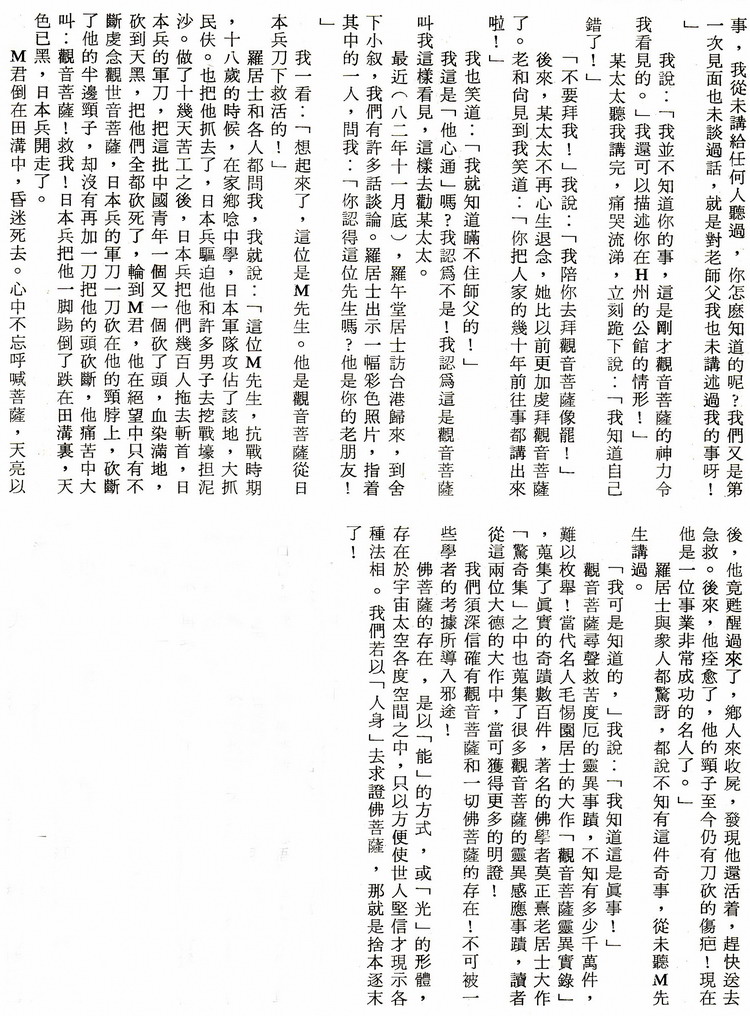 事，我從未講給任何人聽過，你怎麼知道的呢？我們又是第
一次見面也未談過話，就是對老師父我也未講述過我的事呀！
」
我說：「我並不知道你的事，這是剛才觀音菩薩的神力令
我看見的。」我還可以描述你在H州的公館的情形！」
某太太聽我講完，痛哭流涕，立刻跪下說：「我知道自己
錯了！」
「不要拜我！」我說：「我陪你去拜觀音菩薩像罷！」
後來，某太太不再心生退念，她比以前更加虔拜觀音菩薩
了。老和尚見到我笑道：「你把人家的幾十年前往事都講出來
啦！」
我也笑道：「我就知道瞞不住師父的！」
我這是「他心通」嗎？我認爲不是！我認爲這是觀音菩薩
叫我這樣看見，這樣去勸某太太。
最近（八二年十一月底），羅午堂居士訪台港歸來，到舍
下小叙，我們有許多話談論。羅居士出示一幅彩色照片，指着
其中的一人，問我：「你認得這位先生嗎？他是你的老朋友！
」
我一看：「想起來了，這位是M先生。他是觀音菩薩從日
本兵刀下救活的！」
羅居士和各人都問我，我就說：「這位M先生，抗戰時期
，十八歲的時候，在家鄉唸中學，日本軍隊攻佔了該地，大抓
民伕。也把他抓去了，日本兵驅迫他和許多男子去挖戰壕担泥
沙。做了十幾天苦工之後，日本兵把他們幾百人拖去斬首，日
本兵的軍刀，把這批中國青年一個又一個砍了頭，血染滿地，
砍到天黑，把他們全都砍死了，輪到M君，他在絕望中只有不
斷虔念觀世音菩薩，日本兵的軍刀一刀砍在他的頸脖上，砍斷
了他的半邊頸子，却沒有再加一刀把他的頭砍斷，他痛苦中大
叫：觀音菩薩！救我！日本兵把他一脚踢倒了跌在田溝裏，天
色已黑，日本兵開走了。
M君倒在田溝中，昏迷死去。心中不忘呼喊菩薩，天亮以
後，他竟甦醒過來了，鄉人來收屍，發現他還活着，趕快送去
急救。後來，他痊愈了，他的頸子至今仍有刀砍的傷疤！現在
他是一位事業非常成功的名人了。」
羅居士與衆人都驚訝，都說不知有這件奇事，從未聽M先
生講過。
「我可是知道的，」我說：「我知道這是眞事！」
觀音菩薩尋聲救苦度厄的靈異事蹟，不知有多少千萬件，
難以枚舉！當代名人毛惕園居士的大作「觀音菩薩靈異實錄」
，蒐集了眞實的奇蹟數百件，著名的佛學者莫正熹老居士大作
「驚奇集」之中也蒐集了很多觀音菩薩的靈異感應事蹟，讀者
從這兩位大德的大作中，當可獲得更多的明證！
我們須深信確有觀音菩薩和一切佛菩薩的存在！不可被一
些學者的考據所導入邪途！
佛菩薩的存在，是以「能」的方式，或「光」的形體，
存在於宇宙太空各度空間之中，只以方便使世人堅信才現示各
種法相。我們若以「人身」去求證佛菩薩，那就是捨本逐末
了！